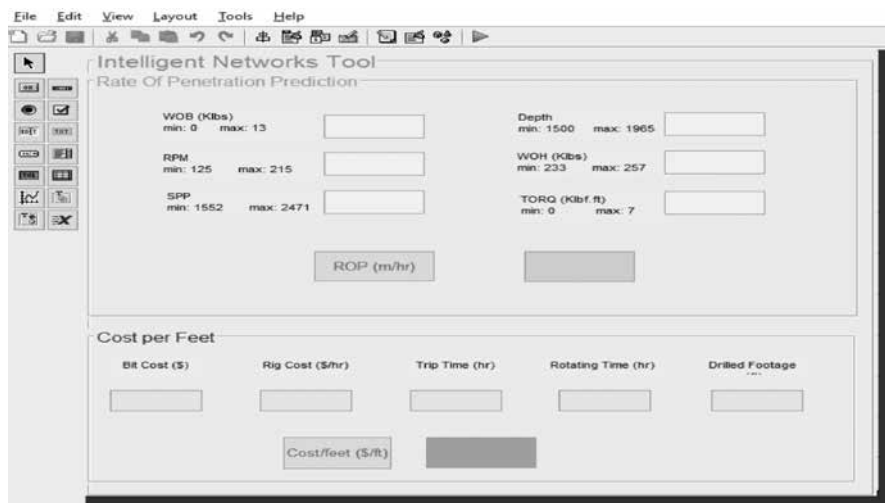 File Edit View Layout Tools Help
Intelligent Networks Tool
Rate Of Penetration Prediction
WOB (Klbs)
min: 0 max: 13
Depth
min: 1500 max: 1965
RPM
min: 125 max: 215
WOH (Klbs)
min: 233 max: 257
SPP
min: 1552 max: 2471
TORQ (Klbf.ft)
min: 0 max: 7
ROP (m/hr)
Cost per Feet
Bit Cost ($) Rig Cost ($/hr) Trip Time (hr) Rotating Time (hr) Drilled Footage
Cost/feet ($/ft)